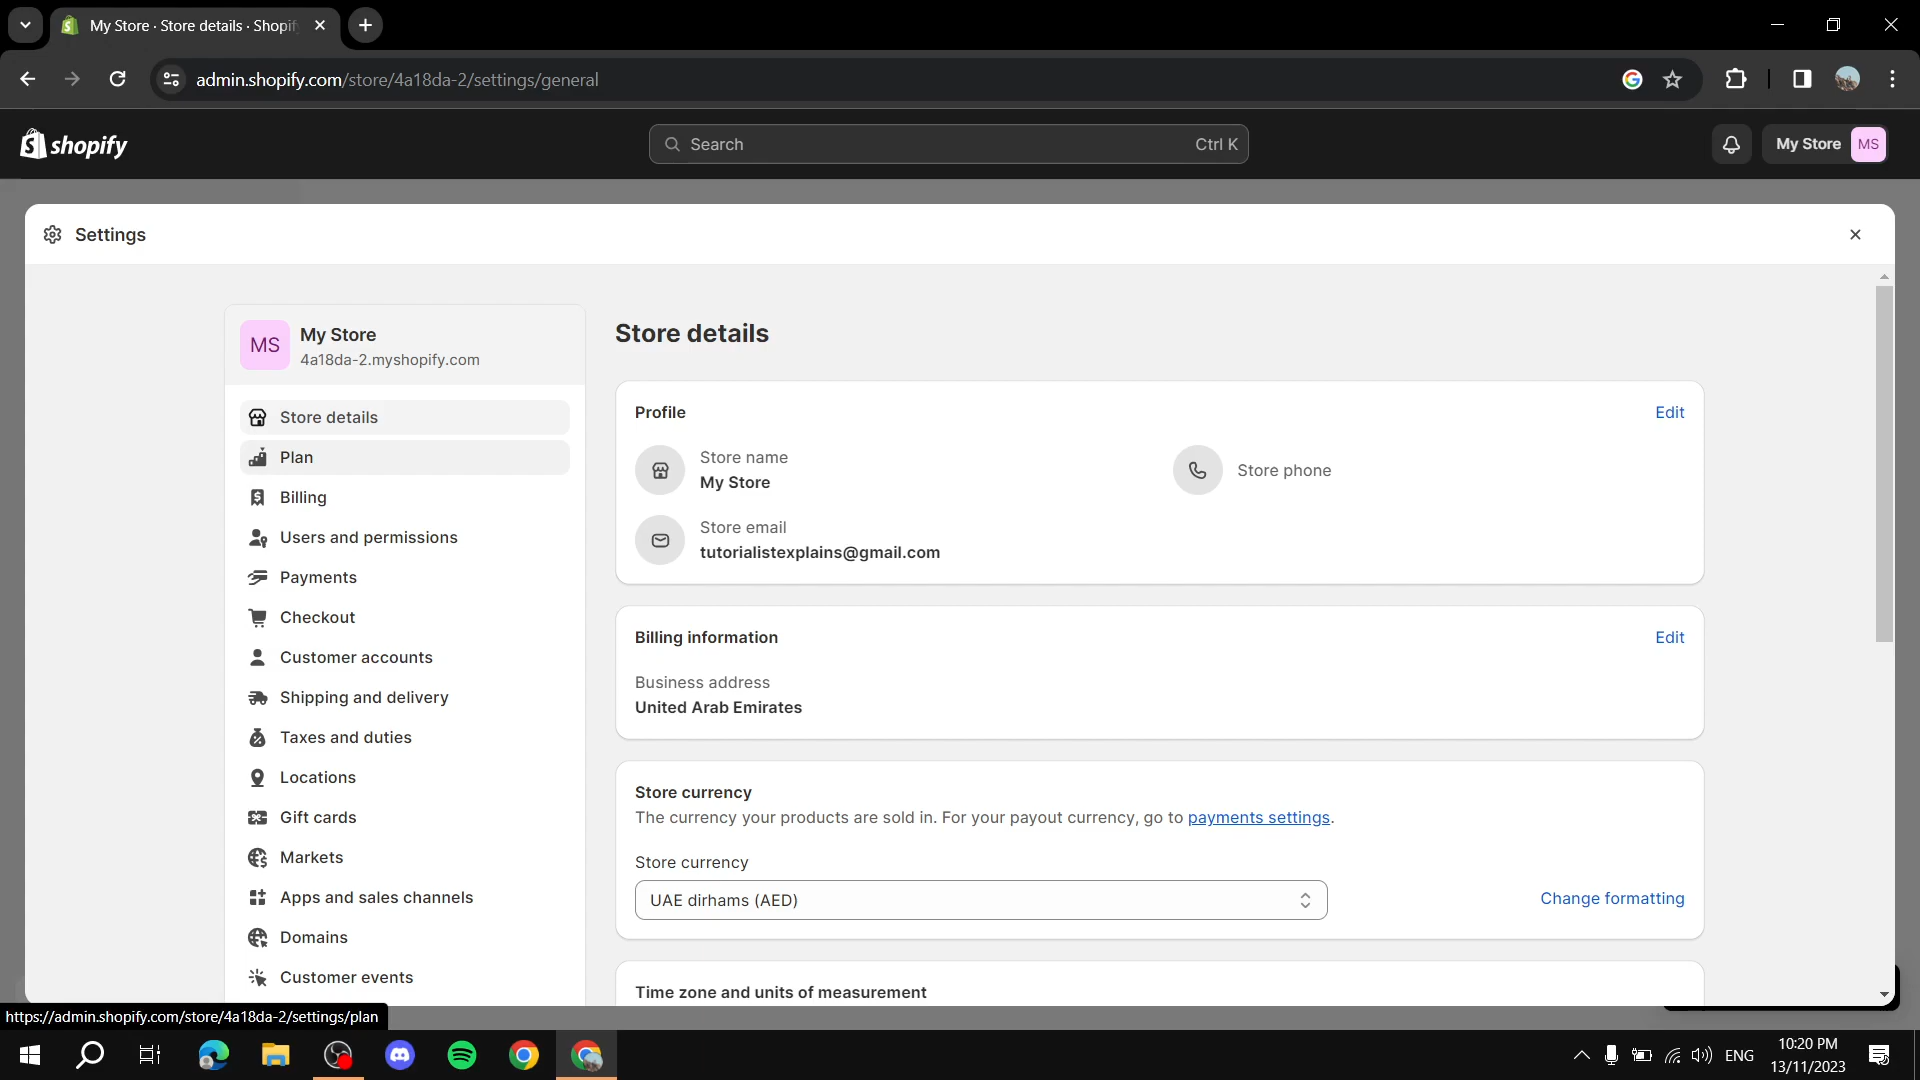 My Store · Store details · Shopif
admin.shopify.com/store/4a18da-2/settings/general
shopify
Search
Ctrl K
My Store
MS
Settings
MS
My Store
4a18da-2.myshopify.com
Store details
Plan
Billing
Users and permissions
Payments
Checkout
Customer accounts
Shipping and delivery
Taxes and duties
Locations
Gift cards
Markets
Apps and sales channels
Domains
Customer events
Store details
Profile
Edit
Store name
My Store
Store phone
Store email
tutorialistexplains@gmail.com
Billing information
Edit
Business address
United Arab Emirates
Store currency
The currency your products are sold in. For your payout currency, go to payments settings.
Store currency
UAE dirhams (AED)
Change formatting
Time zone and units of measurement
https://admin.shopify.com/store/4a18da-2/settings/plan
ENG
10:20 PM
13/11/2023